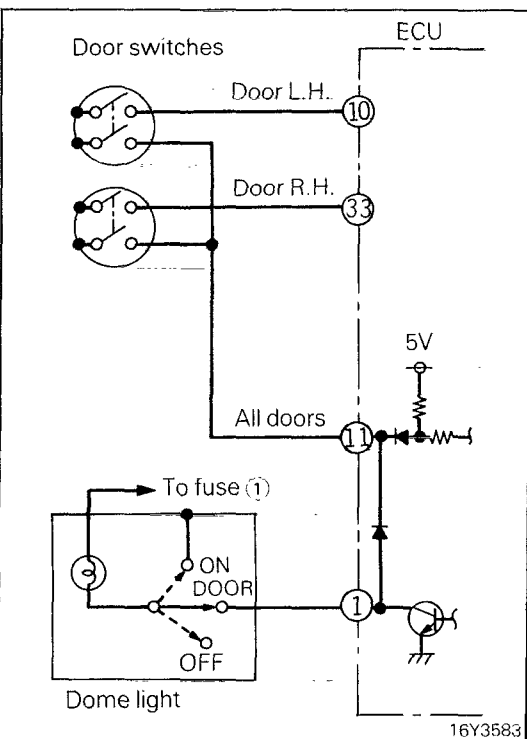 ECU
Door switches
Door L.H.
10
Door R.H.
33
5V
All doors
11
To fuse ①
ON
DOOR
1
OFF
Dome light
16Y3583